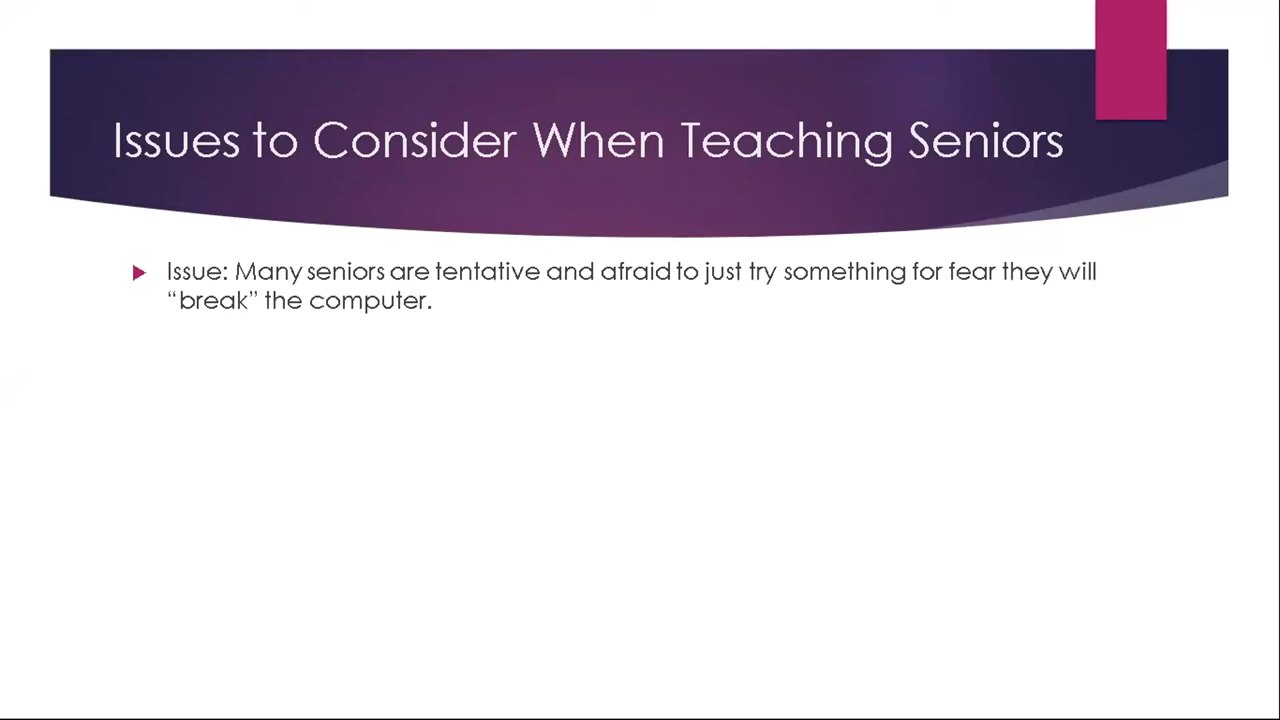 Issues to Consider When Teaching Seniors
Issue: Many seniors are tentative and afraid to just try something for fear they will
“break” the computer.